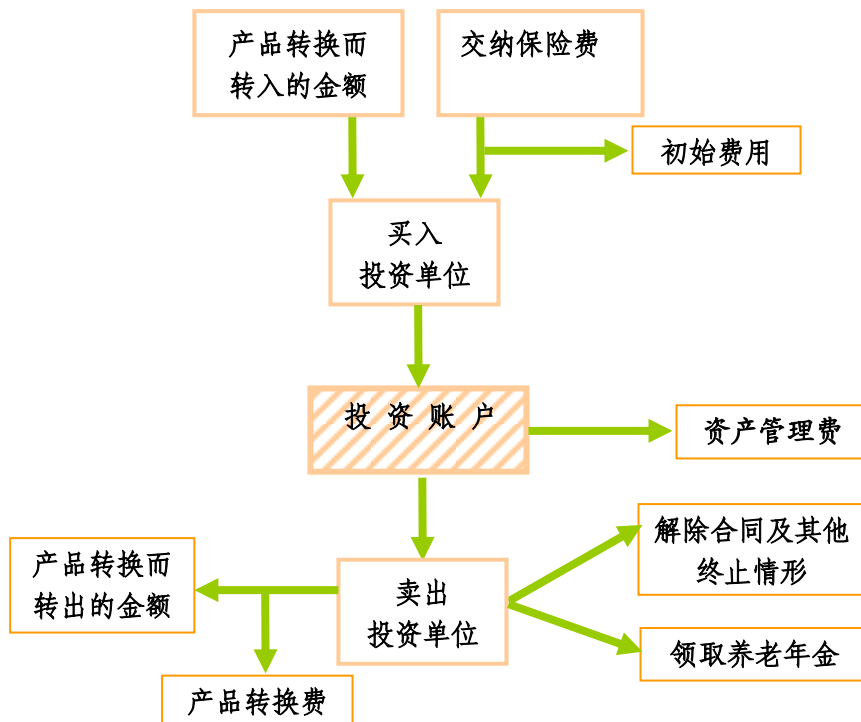 产品转换而
转入的金额
交纳保险费
初始费用
买入
投资单位
投资账户
资产管理费
解除合同及其他
终止情形
产品转换而
转出的金额
卖出
投资单位
领取养老年金
产品转换费